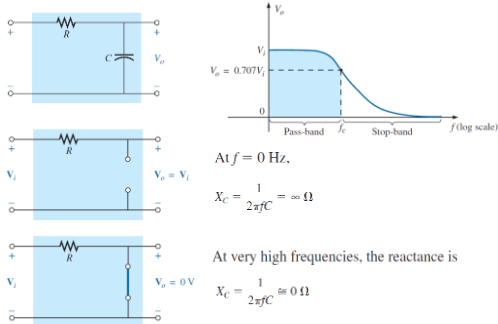 + R C + V_o
− −
V_o
V_i
V_o = 0.707V_i
0
Pass-band f_c Stop-band f (log scale)
+ R +
V_i V_o = V_i
− −
At f = 0 Hz,
X_C = 1 / 2πfC = ∞ Ω
+ R +
V_i V_o = 0 V
− −
At very high frequencies, the reactance is
X_C = 1 / 2πfC ≅ 0 Ω